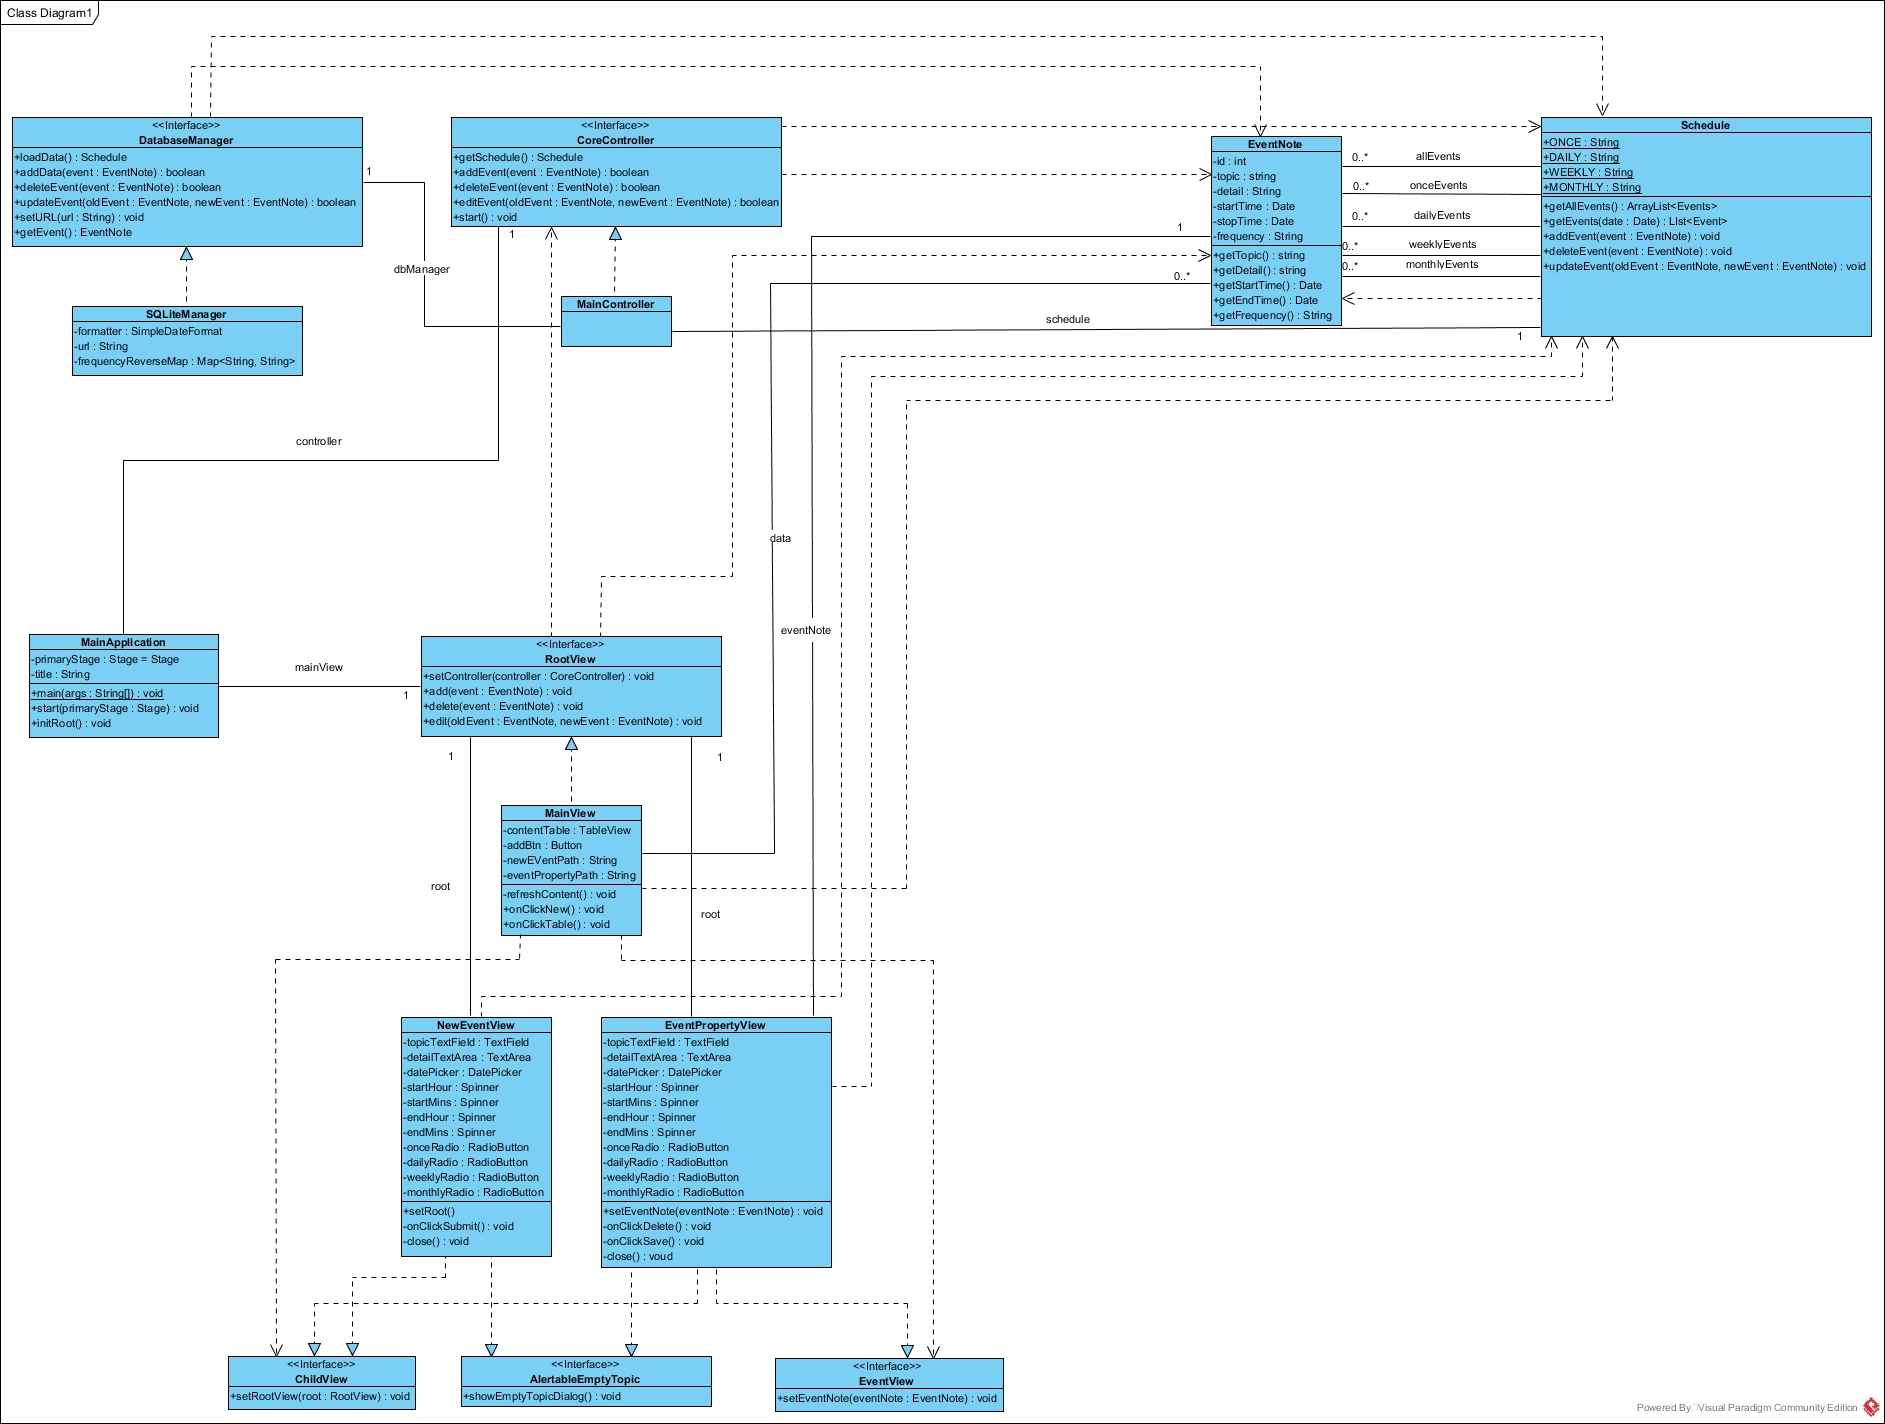 Class Diagram1
<<Interface>>
DatabaseManager
+loadData() : Schedule
+addData(event : EventNote) : boolean
+deleteEvent(event : EventNote) : boolean
+updateEvent(oldEvent : EventNote, newEvent : EventNote) : boolean
+setURL(url : String) : void
+getEvent() : EventNote
1
dbManager
<<Interface>>
CoreController
+getSchedule() : Schedule
+addEvent(event : EventNote) : boolean
+deleteEvent(event : EventNote) : boolean
+editEvent(oldEvent : EventNote, newEvent : EventNote) : boolean
+start() : void
1
EventNote
-id : int
-topic : string
-detail : String
-startTime : Date
-stopTime : Date
-frequency : String
+getTopic() : string
+getDetail() : string
+getStartTime() : Date
+getEndTime() : Date
+getFrequency() : String
1
0..*
0..*
allEvents
0..*
onceEvents
0..*
dailyEvents
0..*
weeklyEvents
0..*
monthlyEvents
Schedule
+ONCE : String
+DAILY : String
+WEEKLY : String
+MONTHLY : String
+getAllEvents() : ArrayList<Events>
+getEvents(date : Date) : LIst<Event>
+addEvent(event : EventNote) : void
+deleteEvent(event : EventNote) : void
+updateEvent(oldEvent : EventNote, newEvent : EventNote) : void
SQLiteManager
-formatter : SimpleDateFormat
-url : String
-frequencyReverseMap : Map<String, String>
MainController
schedule
1
controller
data
eventNote
MainApplication
-primaryStage : Stage = Stage
-title : String
+main(args : String[]) : void
+start(primaryStage : Stage) : void
+initRoot() : void
mainView
1
<<Interface>>
RootView
+setController(controller : CoreController) : void
+add(event : EventNote) : void
+delete(event : EventNote) : void
+edit(oldEvent : EventNote, newEvent : EventNote) : void
1
1
MainView
-contentTable : TableView
-addBtn : Button
-newEVentPath : String
-eventPropertyPath : String
-refreshContent() : void
+onClickNew() : void
+onClickTable() : void
root
root
NewEventView
-topicTextField : TextField
-detailTextArea : TextArea
-datePicker : DatePicker
-startHour : Spinner
-startMins : Spinner
-endHour : Spinner
-endMins : Spinner
-onceRadio : RadioButton
-dailyRadio : RadioButton
-weeklyRadio : RadioButton
-monthlyRadio : RadioButton
+setRoot()
-onClickSubmit() : void
-close() : void
EventPropertyView
-topicTextField : TextField
-detailTextArea : TextArea
-datePicker : DatePicker
-startHour : Spinner
-startMins : Spinner
-endHour : Spinner
-endMins : Spinner
-onceRadio : RadioButton
-dailyRadio : RadioButton
-weeklyRadio : RadioButton
-monthlyRadio : RadioButton
+setEventNote(eventNote : EventNote) : void
-onClickDelete() : void
-onClickSave() : void
-close() : voud
<<Interface>>
ChildView
+setRootView(root : RootView) : void
<<Interface>>
AlertableEmptyTopic
+showEmptyTopicDialog() : void
<<Interface>>
EventView
+setEventNote(eventNote : EventNote) : void
Powered By Visual Paradigm Community Edition